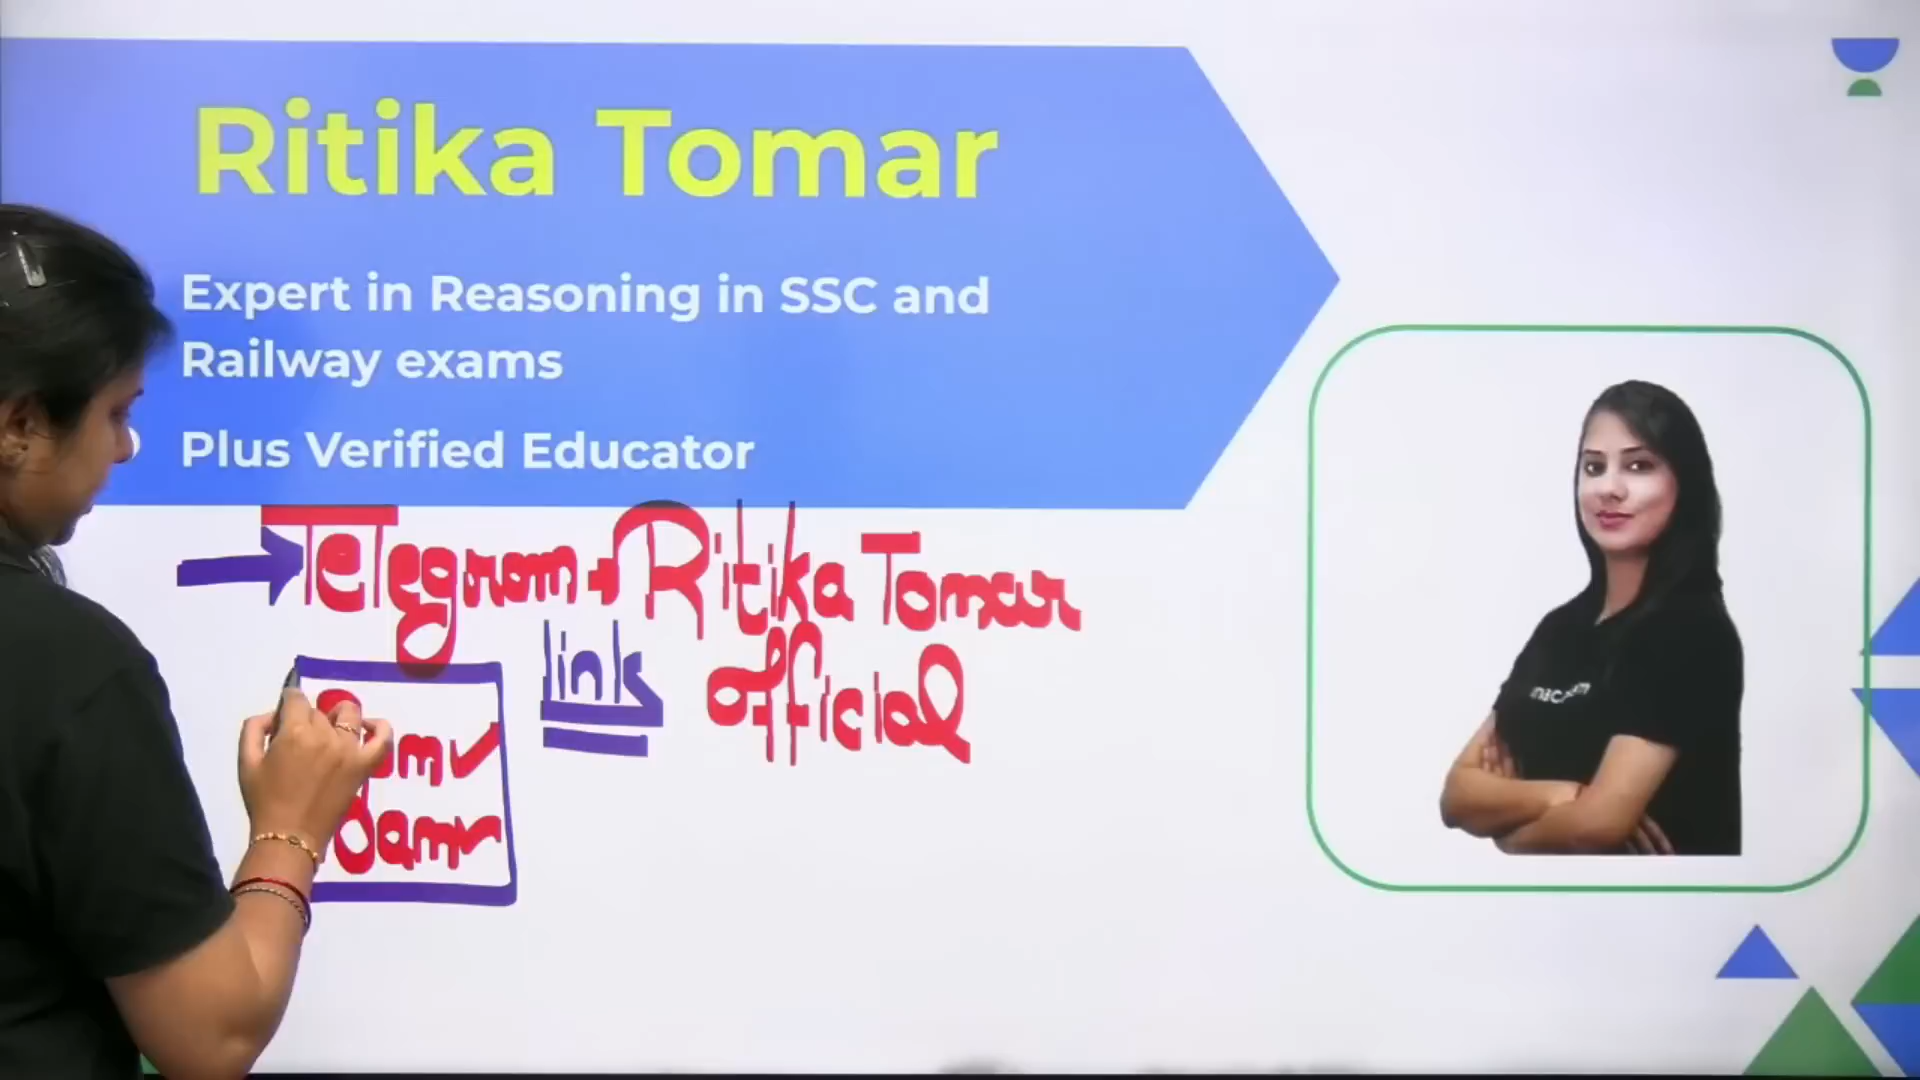 Ritika Tomar
Expert in Reasoning in SSC and
Railway exams
Plus Verified Educator
Telegram + Ritika Tomar
link official